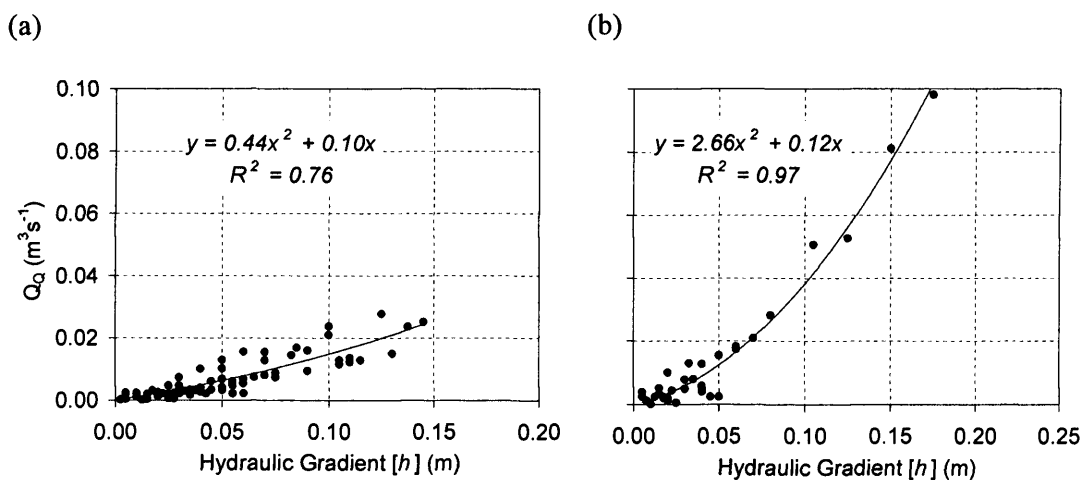 (a)
(b)
0.10
0.08
0.06
0.04
0.02
0.00
Q_Q (m³s⁻¹)
y = 0.44x² + 0.10x
R² = 0.76
0.00 0.05 0.10 0.15 0.20
Hydraulic Gradient [h] (m)
y = 2.66x² + 0.12x
R² = 0.97
0.00 0.05 0.10 0.15 0.20 0.25
Hydraulic Gradient [h] (m)